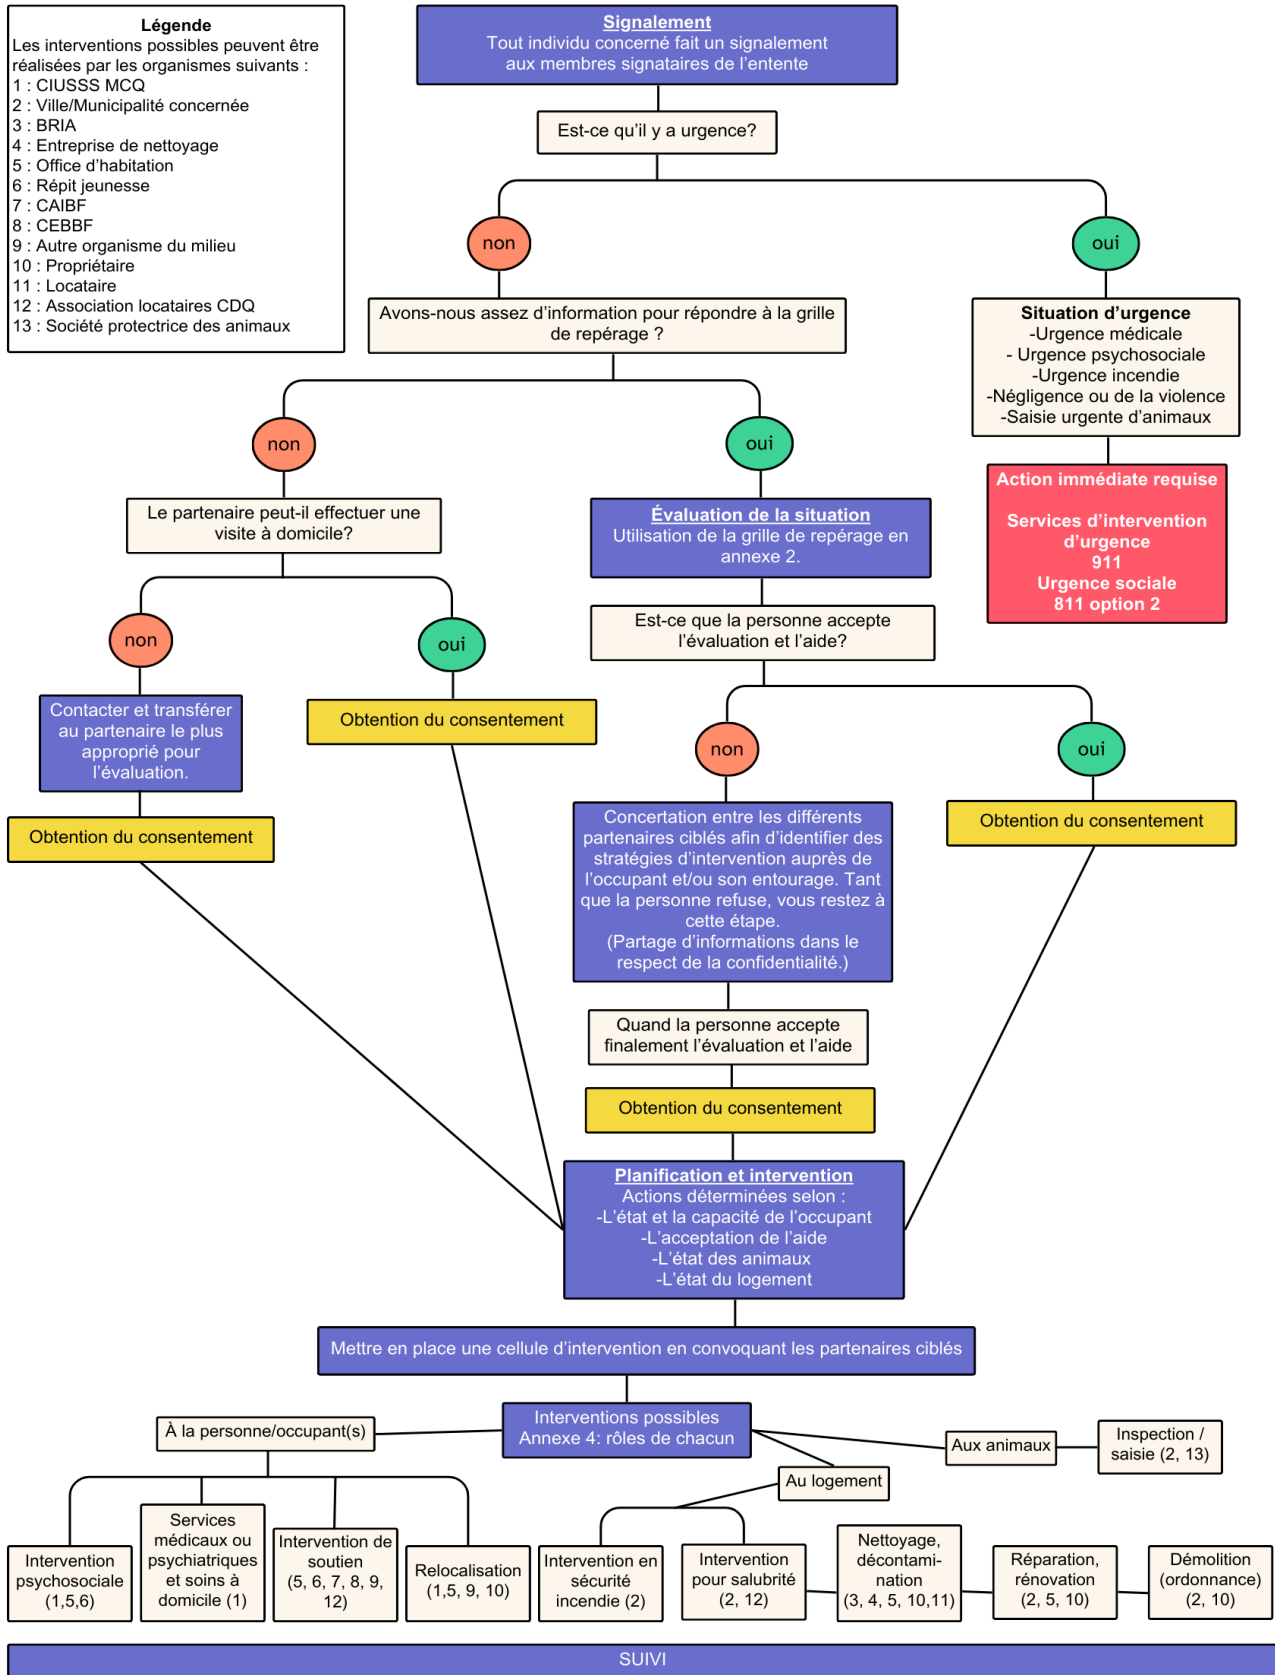 Légende
Les interventions possibles peuvent être
réalisées par les organismes suivants :
1 : CIUSSS MCQ
2 : Ville/Municipalité concernée
3 : BRIA
4 : Entreprise de nettoyage
5 : Office d'habitation
6 : Répit jeunesse
7 : CAIBF
8 : CEBBF
9 : Autre organisme du milieu
10 : Propriétaire
11 : Locataire
12 : Association locataires CDQ
13 : Société protectrice des animaux
Signalement
Tout individu concerné fait un signalement
aux membres signataires de l'entente
Est-ce qu'il y a urgence?
non
oui
Avons-nous assez d'information pour répondre à la grille
de repérage ?
Situation d'urgence
-Urgence médicale
- Urgence psychosociale
-Urgence incendie
-Négligence ou de la violence
-Saisie urgente d'animaux
Action immédiate requise
Services d'intervention
d'urgence
911
Urgence sociale
811 option 2
non
oui
Le partenaire peut-il effectuer une
visite à domicile?
Évaluation de la situation
Utilisation de la grille de repérage en
annexe 2.
Est-ce que la personne accepte
l'évaluation et l'aide?
non
oui
Contacter et transférer
au partenaire le plus
approprié pour
l'évaluation.
Obtention du consentement
Obtention du consentement
non
oui
Concertation entre les différents
partenaires ciblés afin d'identifier des
stratégies d'intervention auprès de
l'occupant et/ou son entourage. Tant
que la personne refuse, vous restez à
cette étape.
(Partage d'informations dans le
respect de la confidentialité.)
Obtention du consentement
Quand la personne accepte
finalement l'évaluation et l'aide
Obtention du consentement
Planification et intervention
Actions déterminées selon :
-L'état et la capacité de l'occupant
-L'acceptation de l'aide
-L'état des animaux
-L'état du logement
Mettre en place une cellule d'intervention en convoquant les partenaires ciblés
Interventions possibles
Annexe 4: rôles de chacun
À la personne/occupant(s)
Au logement
Aux animaux
Inspection /
saisie (2, 13)
Intervention
psychosociale
(1,5,6)
Services
médicaux ou
psychiatriques
et soins à
domicile (1)
Intervention de
soutien
(5, 6, 7, 8, 9,
12)
Relocalisation
(1,5, 9, 10)
Intervention en
sécurité
incendie (2)
Intervention
pour salubrité
(2, 12)
Nettoyage,
décontami-
nation
(3, 4, 5, 10,11)
Réparation,
rénovation
(2, 5, 10)
Démolition
(ordonnance)
(2, 10)
SUIVI